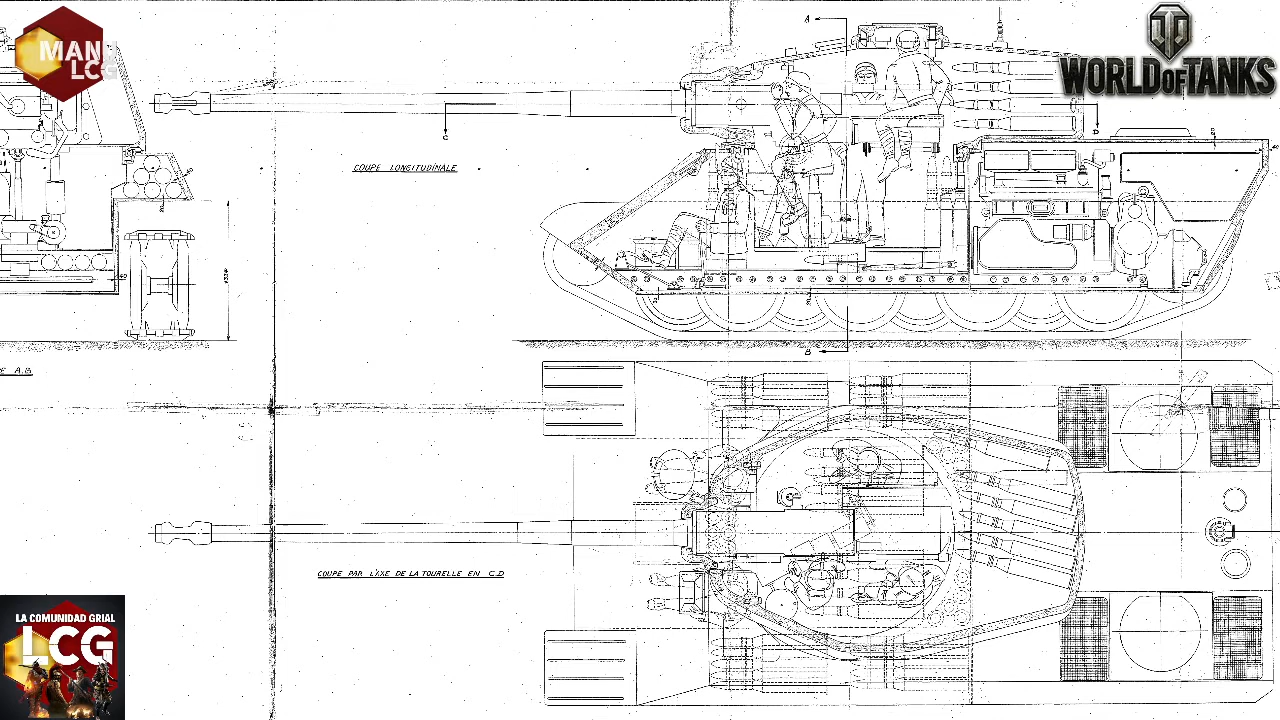 MAN
LCG
WORLD OF TANKS
A
C
D
COUPE LONGITUDINALE
B
E A.B
COUPE PAR L'AXE DE LA TOURELLE EN C.D
LA COMUNIDAD GRIAL
LCG